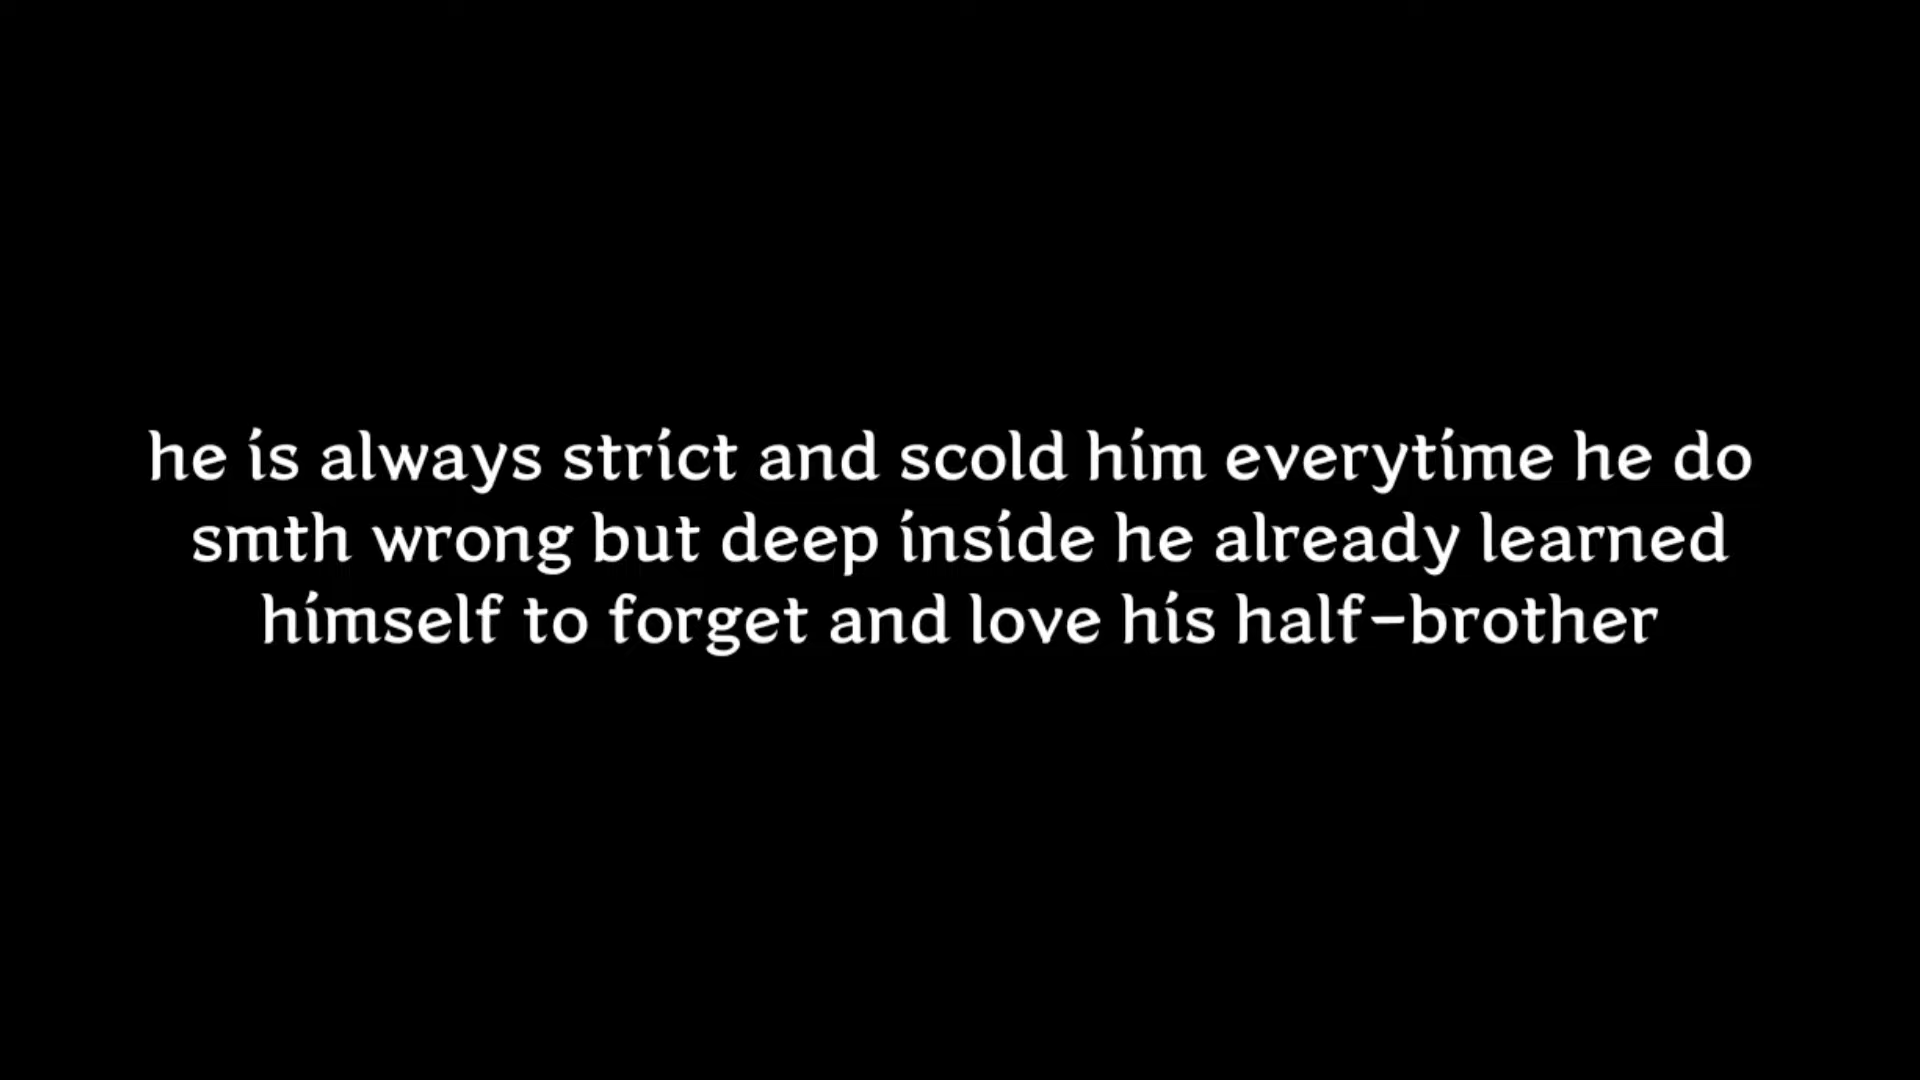 he is always strict and scold him everytime he do
smth wrong but deep inside he already learned
himself to forget and love his half-brother